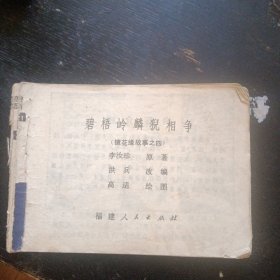 碧梧岭麟猊相争
(镜花缘故事之四)
李汝珍 原著
洪兵 改编
高适 绘图
福建人民出版社